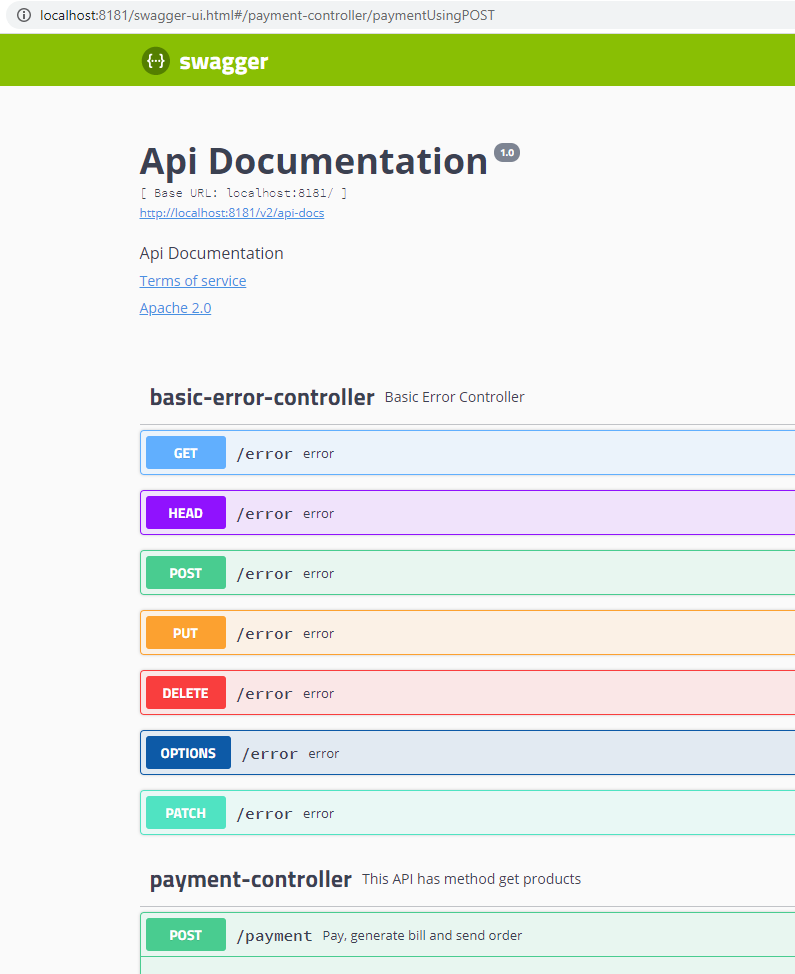 localhost:8181/swagger-ui.html#/payment-controller/paymentUsingPOST
{··} swagger
Api Documentation 1.0
[ Base URL: localhost:8181/ ]
http://localhost:8181/v2/api-docs
Api Documentation
Terms of service
Apache 2.0
basic-error-controller Basic Error Controller
GET /error error
HEAD /error error
POST /error error
PUT /error error
DELETE /error error
OPTIONS /error error
PATCH /error error
payment-controller This API has method get products
POST /payment Pay, generate bill and send order